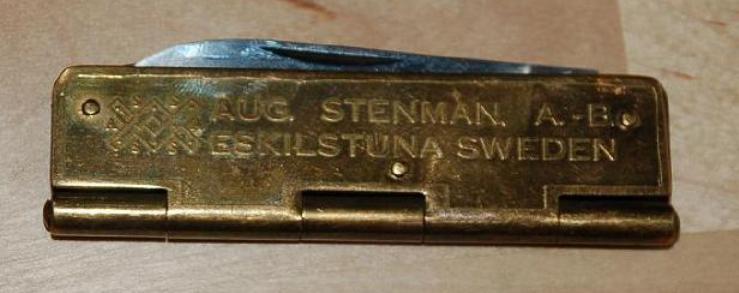 AUG. STENMAN. A.-B.
ESKILSTUNA SWEDEN